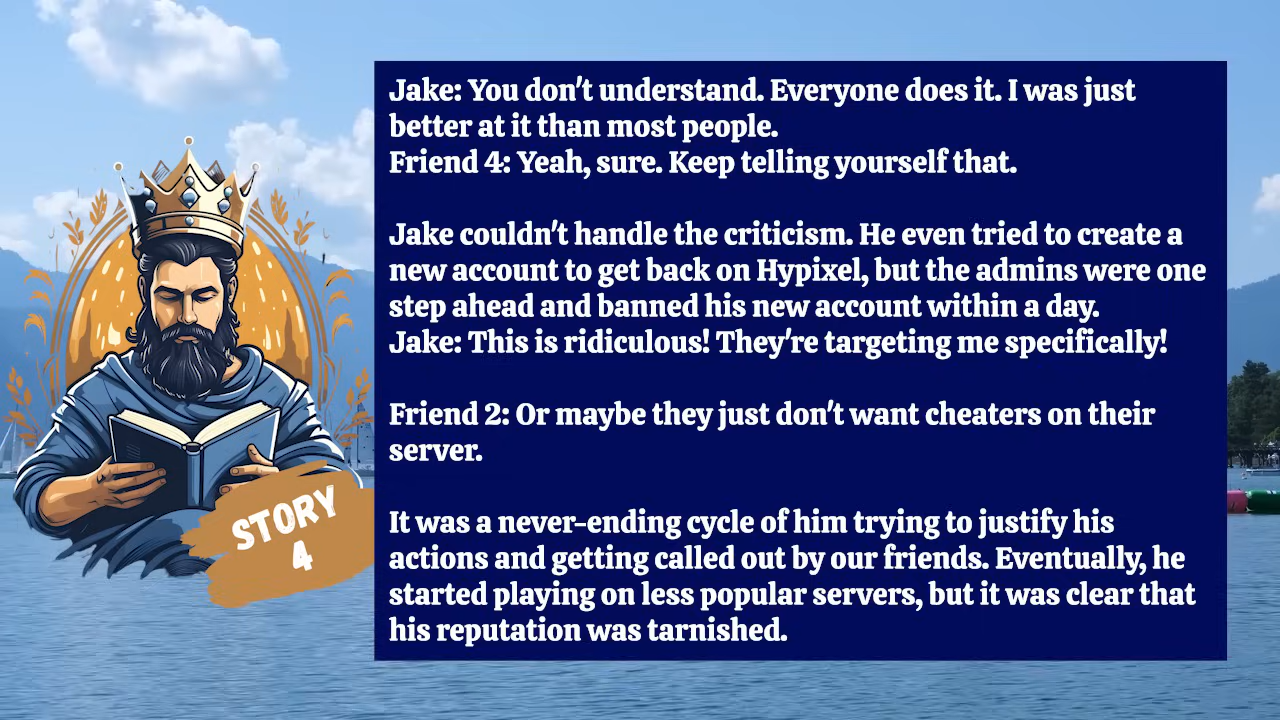 Jake: You don't understand. Everyone does it. I was just
better at it than most people.
Friend 4: Yeah, sure. Keep telling yourself that.
Jake couldn't handle the criticism. He even tried to create a
new account to get back on Hypixel, but the admins were one
step ahead and banned his new account within a day.
Jake: This is ridiculous! They're targeting me specifically!
Friend 2: Or maybe they just don't want cheaters on their
server.
It was a never-ending cycle of him trying to justify his
actions and getting called out by our friends. Eventually, he
started playing on less popular servers, but it was clear that
his reputation was tarnished.
STORY
4